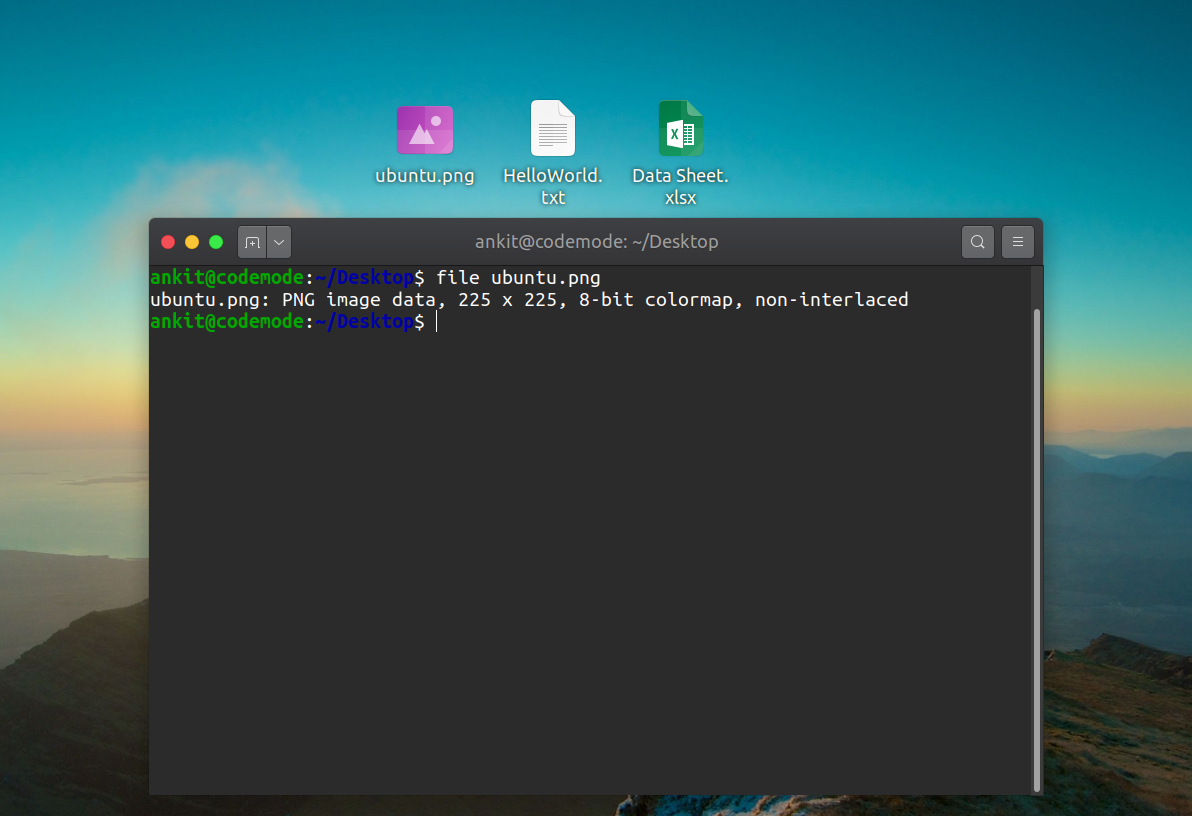 ubuntu.png
HelloWorld.
txt
Data Sheet.
xlsx
ankit@codemode: ~/Desktop
ankit@codemode:~/Desktop$ file ubuntu.png
ubuntu.png: PNG image data, 225 x 225, 8-bit colormap, non-interlaced
ankit@codemode:~/Desktop$